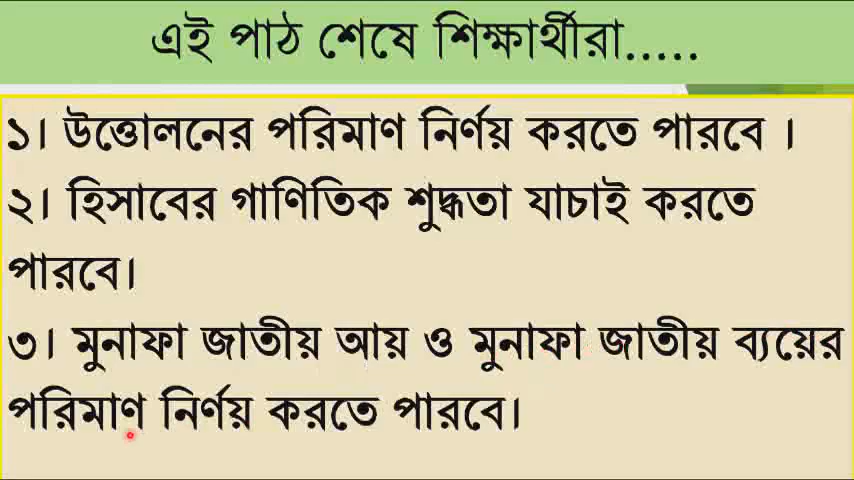 এই পাঠ শেষে শিক্ষার্থীরা.....
১। উত্তোলনের পরিমাণ নির্ণয় করতে পারবে ।
২। হিসাবের গাণিতিক শুদ্ধতা যাচাই করতে
পারবে।
৩। মুনাফা জাতীয় আয় ও মুনাফা জাতীয় ব্যয়ের
পরিমাণ নির্ণয় করতে পারবে।